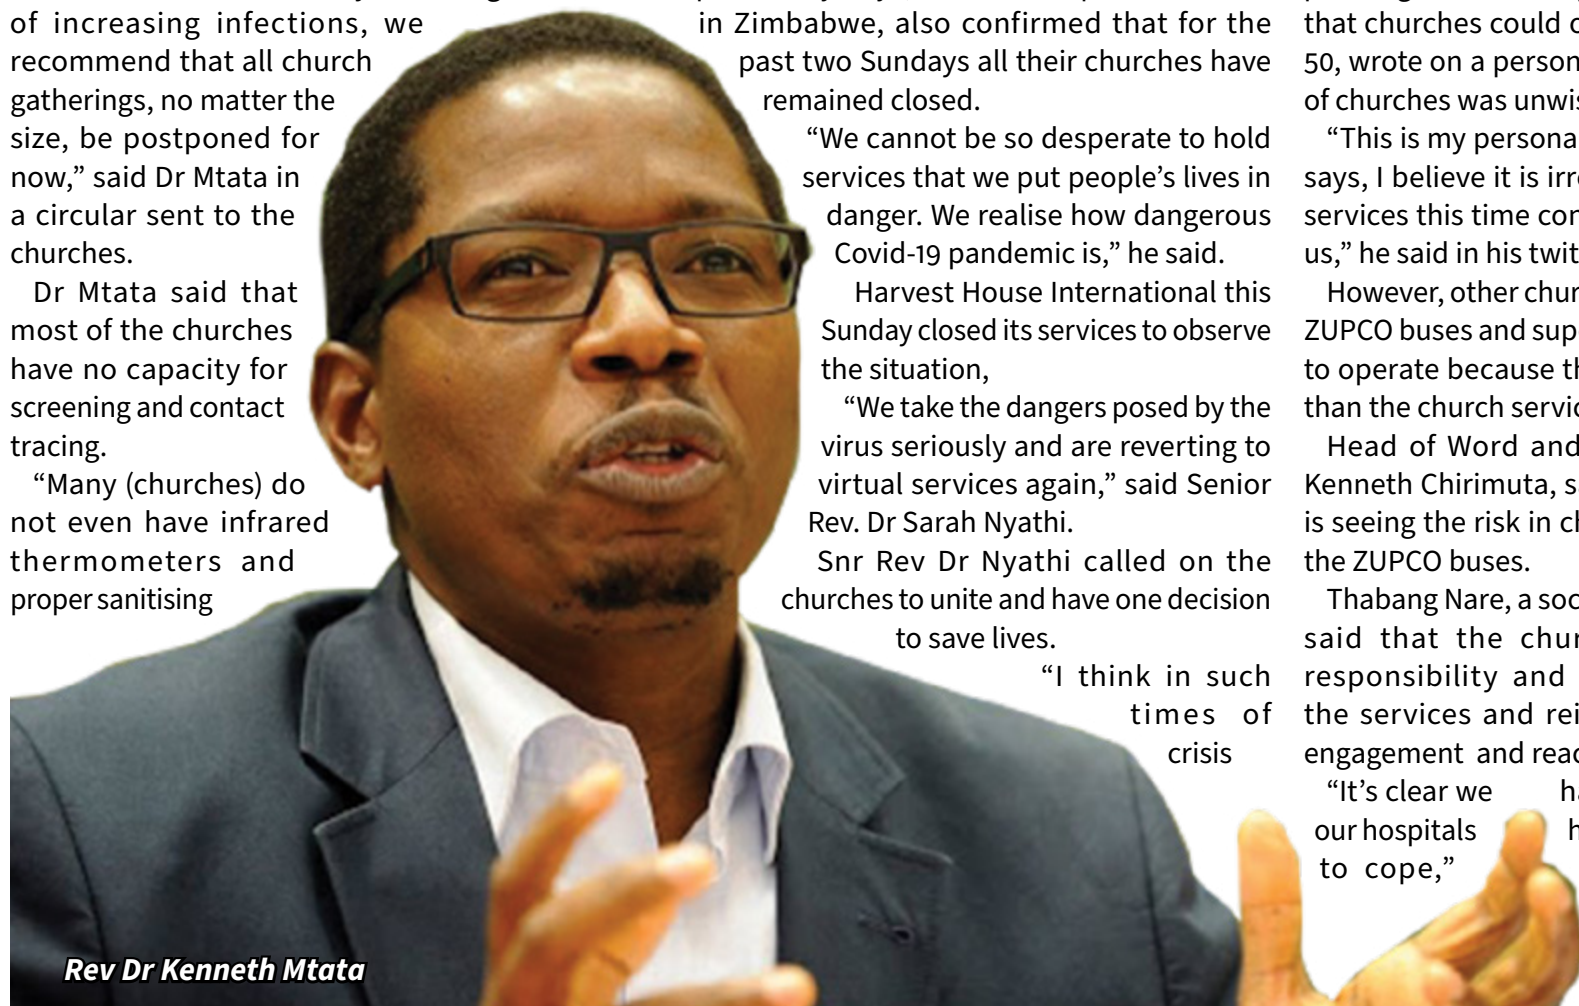 of increasing infections, we
recommend that all church
gatherings, no matter the
size, be postponed for
now,” said Dr Mtata in
a circular sent to the
churches.
Dr Mtata said that
most of the churches
have no capacity for
screening and contact
tracing.
“Many (churches) do
not even have infrared
thermometers and
proper sanitising
Rev Dr Kenneth Mtata
in Zimbabwe, also confirmed that for the
past two Sundays all their churches have
remained closed.
“We cannot be so desperate to hold
services that we put people’s lives in
danger. We realise how dangerous
Covid-19 pandemic is,” he said.
Harvest House International this
Sunday closed its services to observe
the situation,
“We take the dangers posed by the
virus seriously and are reverting to
virtual services again,” said Senior
Rev. Dr Sarah Nyathi.
Snr Rev Dr Nyathi called on the
churches to unite and have one decision
to save lives.
“I think in such
times of
crisis
that churches could
50, wrote on a person
of churches was
“This is my persona
says, I believe it is
services this time
us,” he said in his
However, other
ZUPCO buses and
to operate because
than the church
Head of Word and
Kenneth Chirimuta,
is seeing the risk in
the ZUPCO buses.
Thabang Nare, a
said that the
responsibility and
the services and
engagement and
“It’s clear we
our hospitals
to cope,”